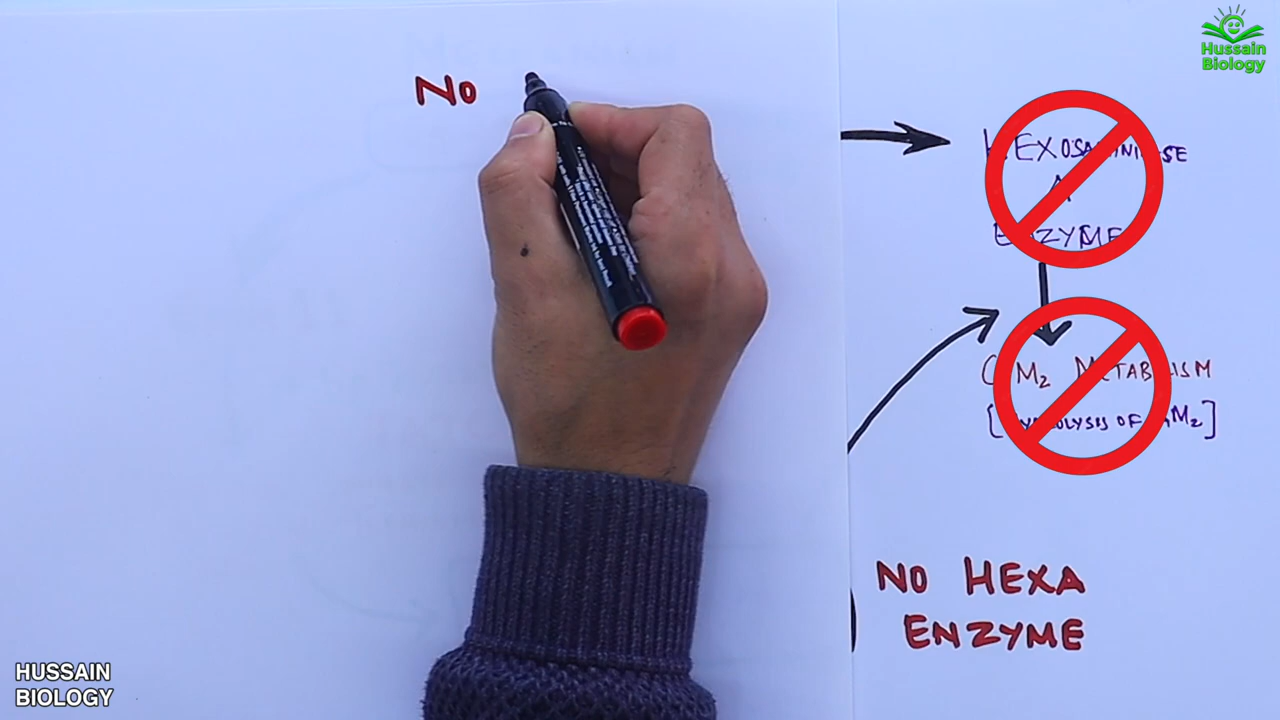 No
HEXOSAMINIDASE
A
ENZYME
GM2 METABOLISM
[HYDROLYSIS OF GM2]
NO HEXA
ENZYME
Hussain
Biology
HUSSAIN
BIOLOGY